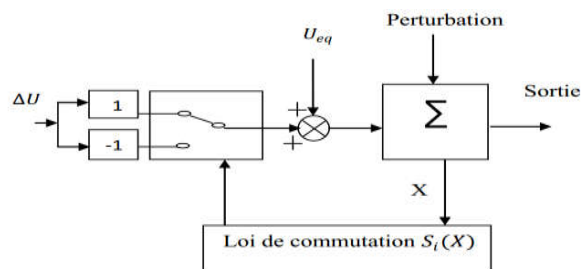 Perturbation
U_eq
Sortie
ΔU
1
-1
+
+
Σ
X
Loi de commutation S_i(X)